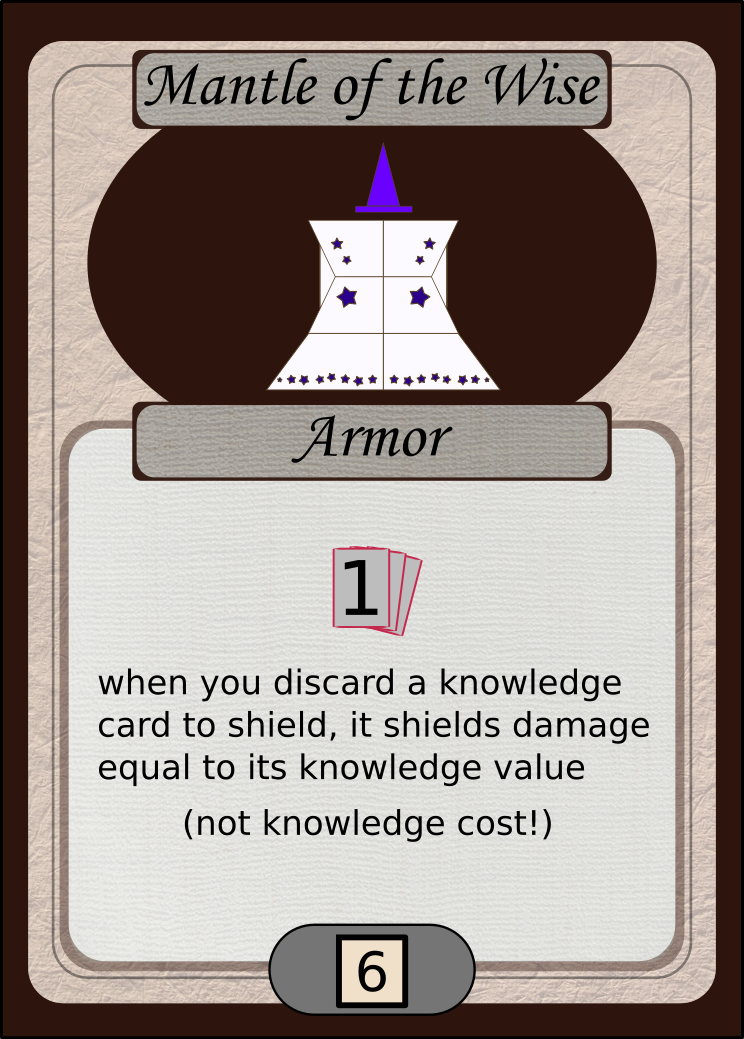 Mantle of the Wise
Armor
1
when you discard a knowledge
card to shield, it shields damage
equal to its knowledge value
(not knowledge cost!)
6